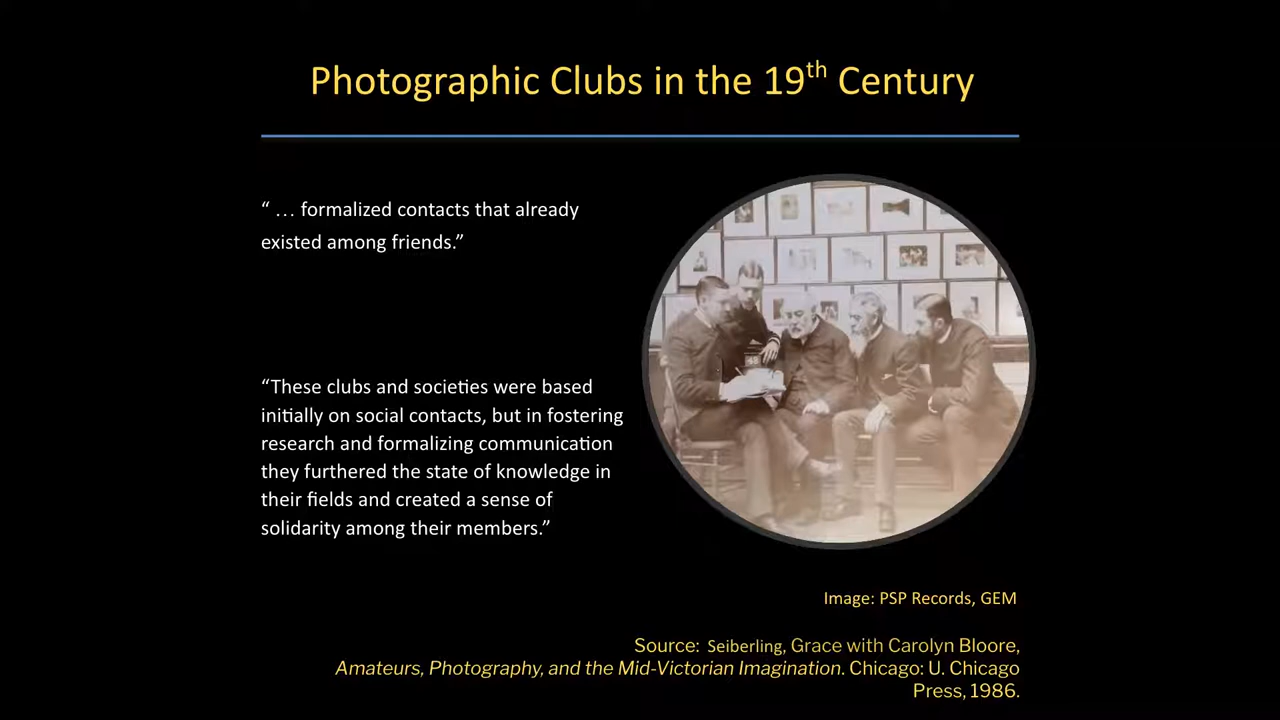 Photographic Clubs in the 19th Century
“ … formalized contacts that already
existed among friends.”
“These clubs and societies were based
initially on social contacts, but in fostering
research and formalizing communication
they furthered the state of knowledge in
their fields and created a sense of
solidarity among their members.”
Image: PSP Records, GEM
Source: Seiberling, Grace with Carolyn Bloore,
Amateurs, Photography, and the Mid-Victorian Imagination. Chicago: U. Chicago
Press, 1986.